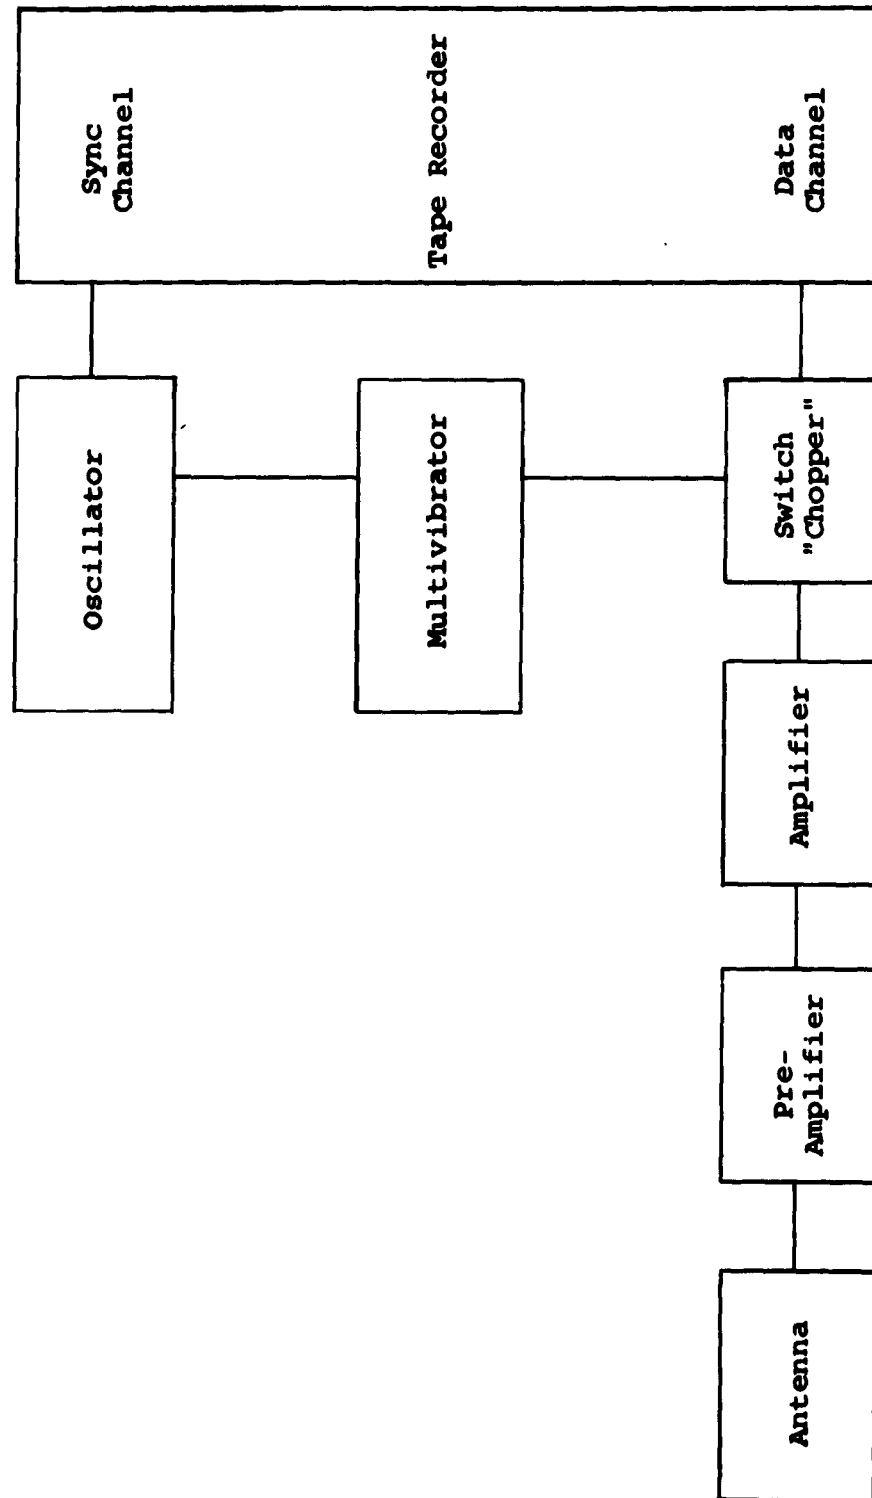 Sync
Channel
Tape Recorder
Data
Channel
Oscillator
Multivibrator
Switch
"Chopper"
Amplifier
Pre-
Amplifier
Antenna